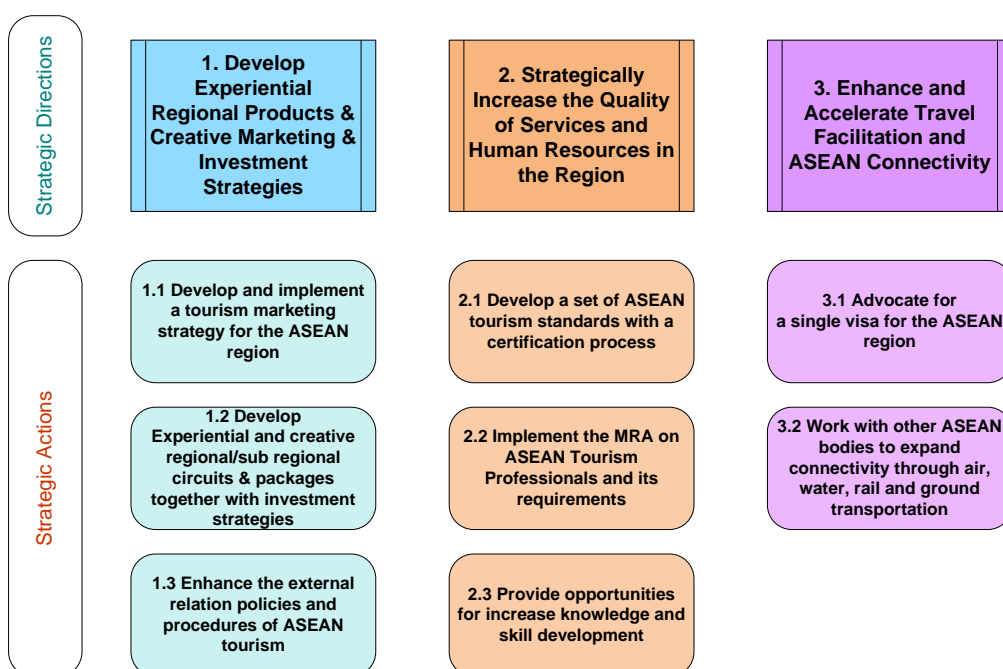 Strategic Directions
1. Develop
Experiential
Regional Products &
Creative Marketing &
Investment
Strategies
2. Strategically
Increase the Quality
of Services and
Human Resources in
the Region
3. Enhance and
Accelerate Travel
Facilitation and
ASEAN Connectivity
Strategic Actions
1.1 Develop and implement
a tourism marketing
strategy for the ASEAN
region
2.1 Develop a set of ASEAN
tourism standards with a
certification process
3.1 Advocate for
a single visa for the ASEAN
region
1.2 Develop
Experiential and creative
regional/sub regional
circuits & packages
together with investment
strategies
2.2 Implement the MRA on
ASEAN Tourism
Professionals and its
requirements
3.2 Work with other ASEAN
bodies to expand
connectivity through air,
water, rail and ground
transportation
1.3 Enhance the external
relation policies and
procedures of ASEAN
tourism
2.3 Provide opportunities
for increase knowledge and
skill development